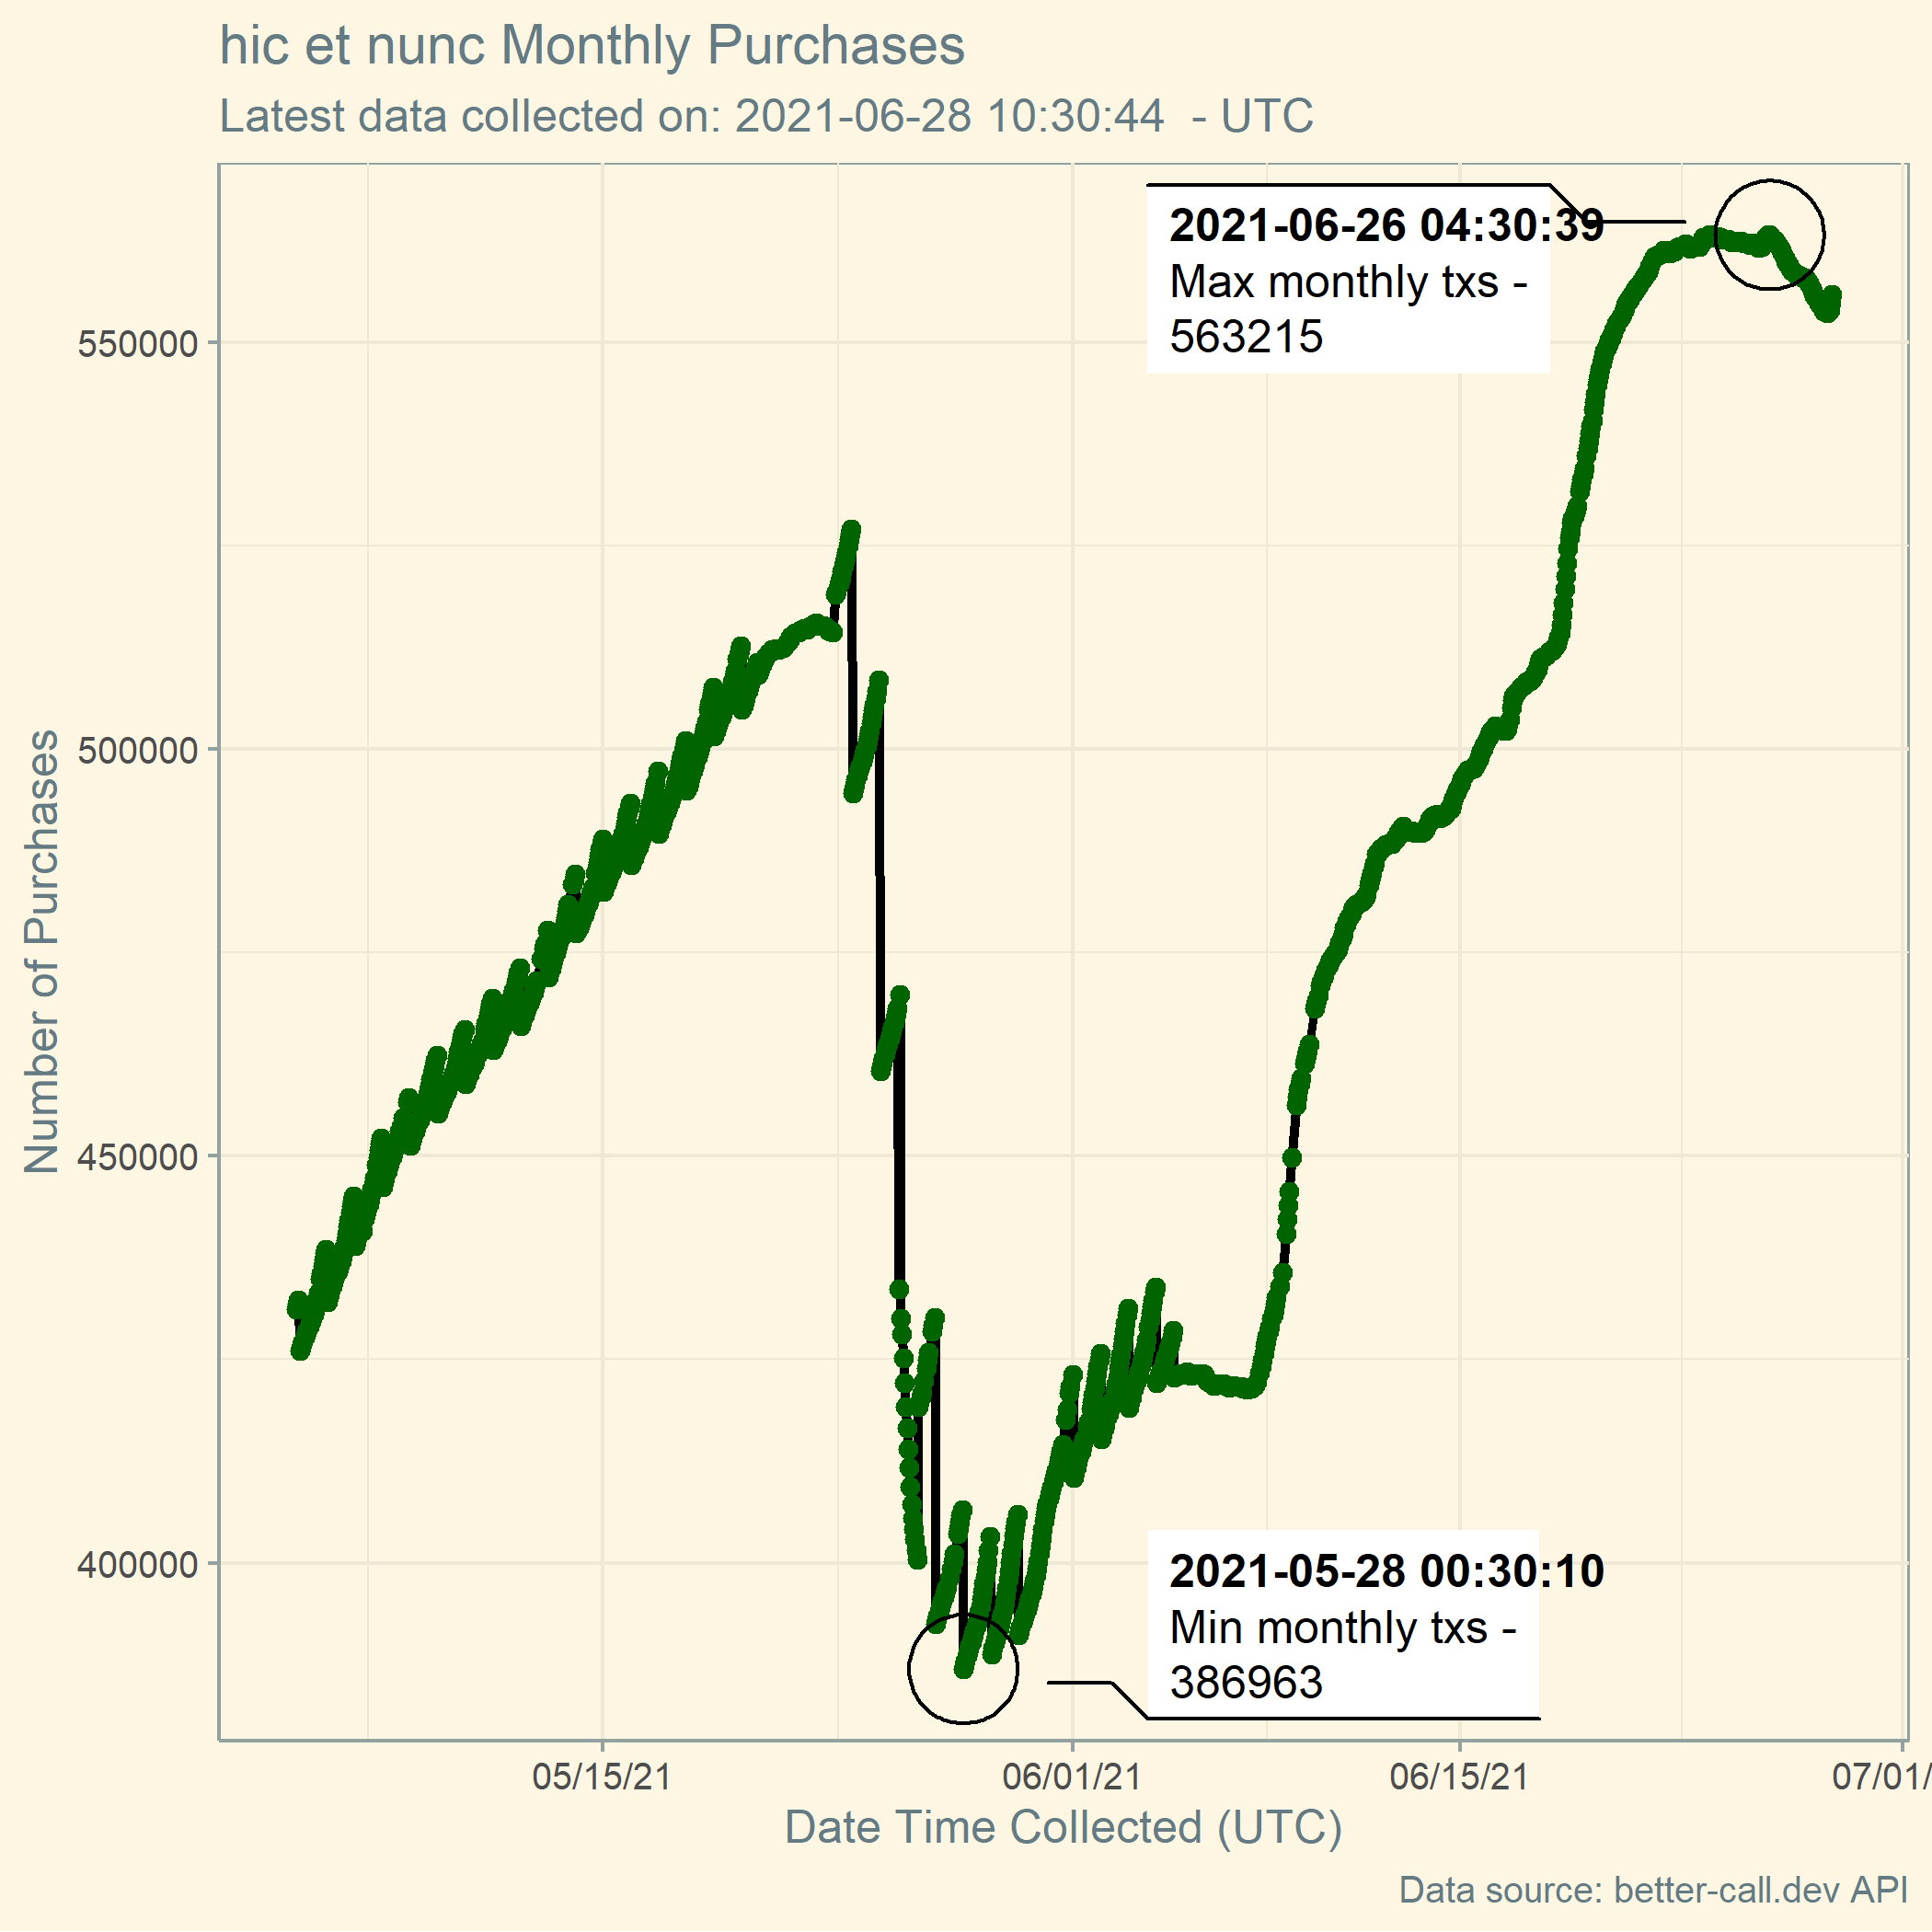 hic et nunc Monthly Purchases
Latest data collected on: 2021-06-28 10:30:44 - UTC
2021-06-26 04:30:39
Max monthly txs -
563215
550000
500000
450000
400000
Number of Purchases
2021-05-28 00:30:10
Min monthly txs -
386963
05/15/21 06/01/21 06/15/21 07/01/
Date Time Collected (UTC)
Data source: better-call.dev API